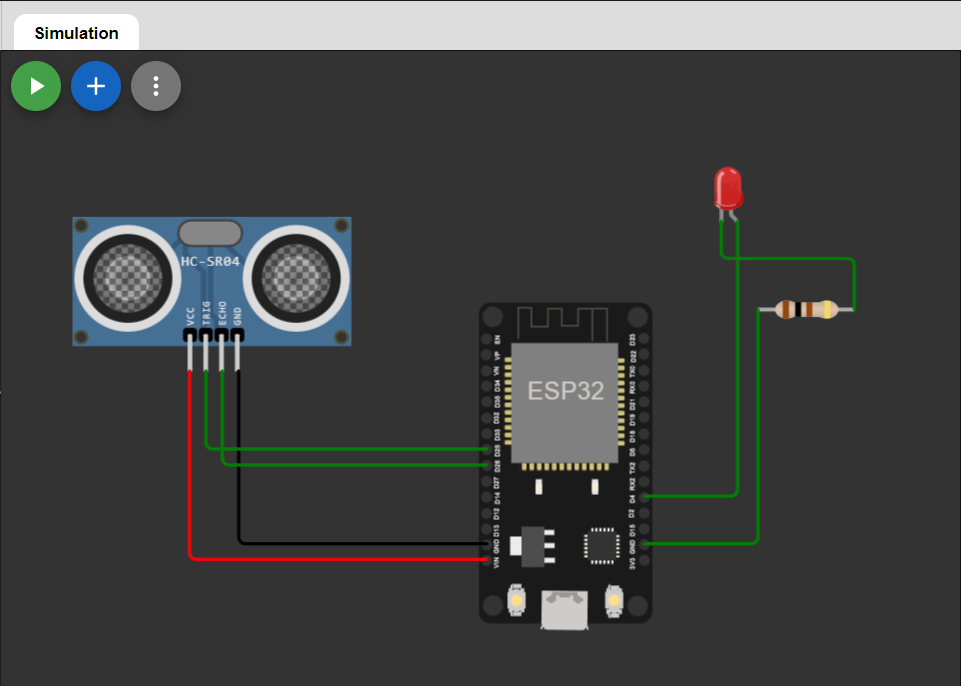 Simulation
HC-SR04
VCC
TRIG
ECHO
GND
ESP32
EN
VP
VN
D34
D35
D32
D33
D25
D26
D27
D14
D12
D13
GND
VIN
D23
D22
TX0
RX0
D21
D19
D18
D5
TX2
RX2
D4
D2
D15
GND
3V3